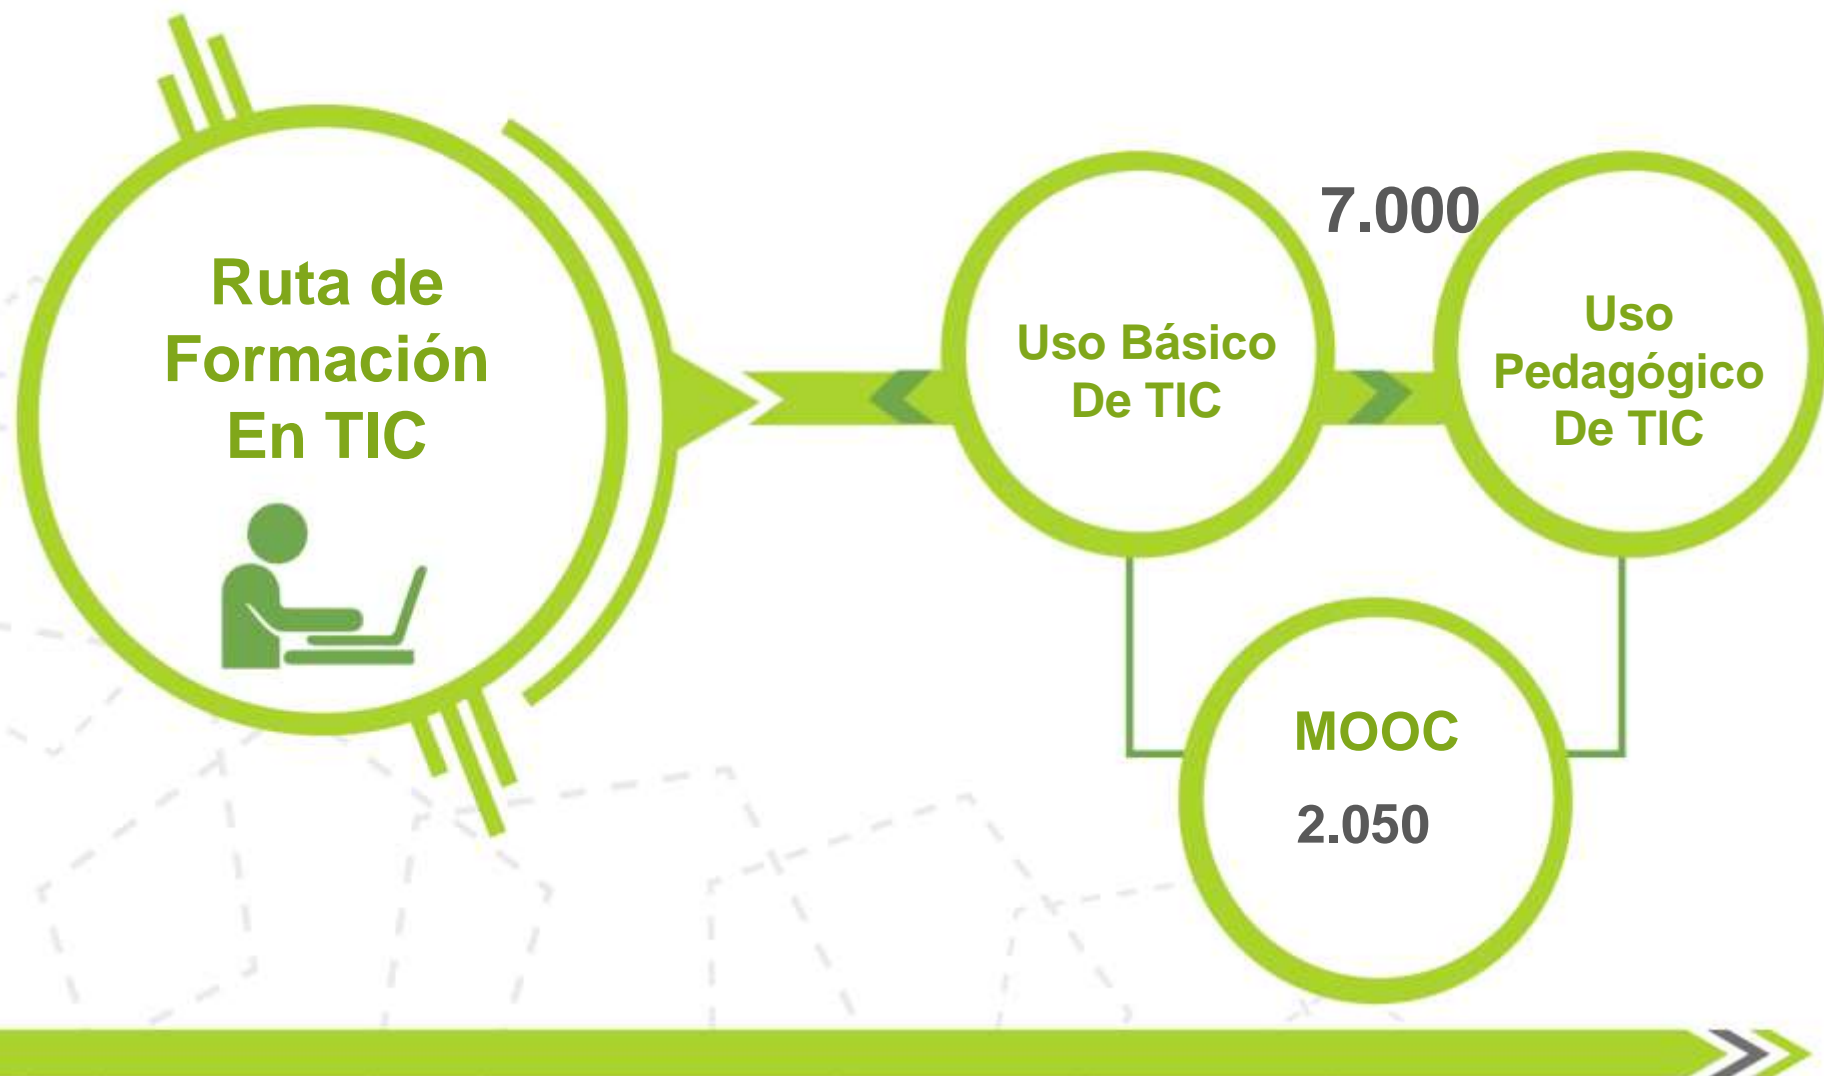 Ruta de
Formación
En TIC
Uso Básico
De TIC
7.000
Uso
Pedagógico
De TIC
MOOC
2.050